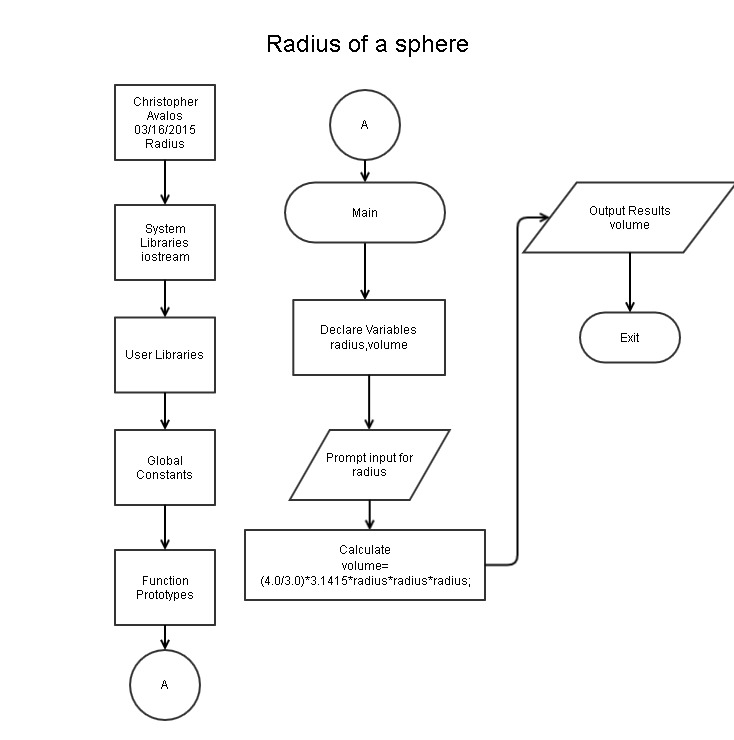 Radius of a sphere
Christopher
Avalos
03/16/2015
Radius
System
Libraries
iostream
User Libraries
Global
Constants
Function
Prototypes
A
A
Main
Declare Variables
radius,volume
Prompt input for
radius
Calculate
volume=
(4.0/3.0)*3.1415*radius*radius*radius;
Output Results
volume
Exit